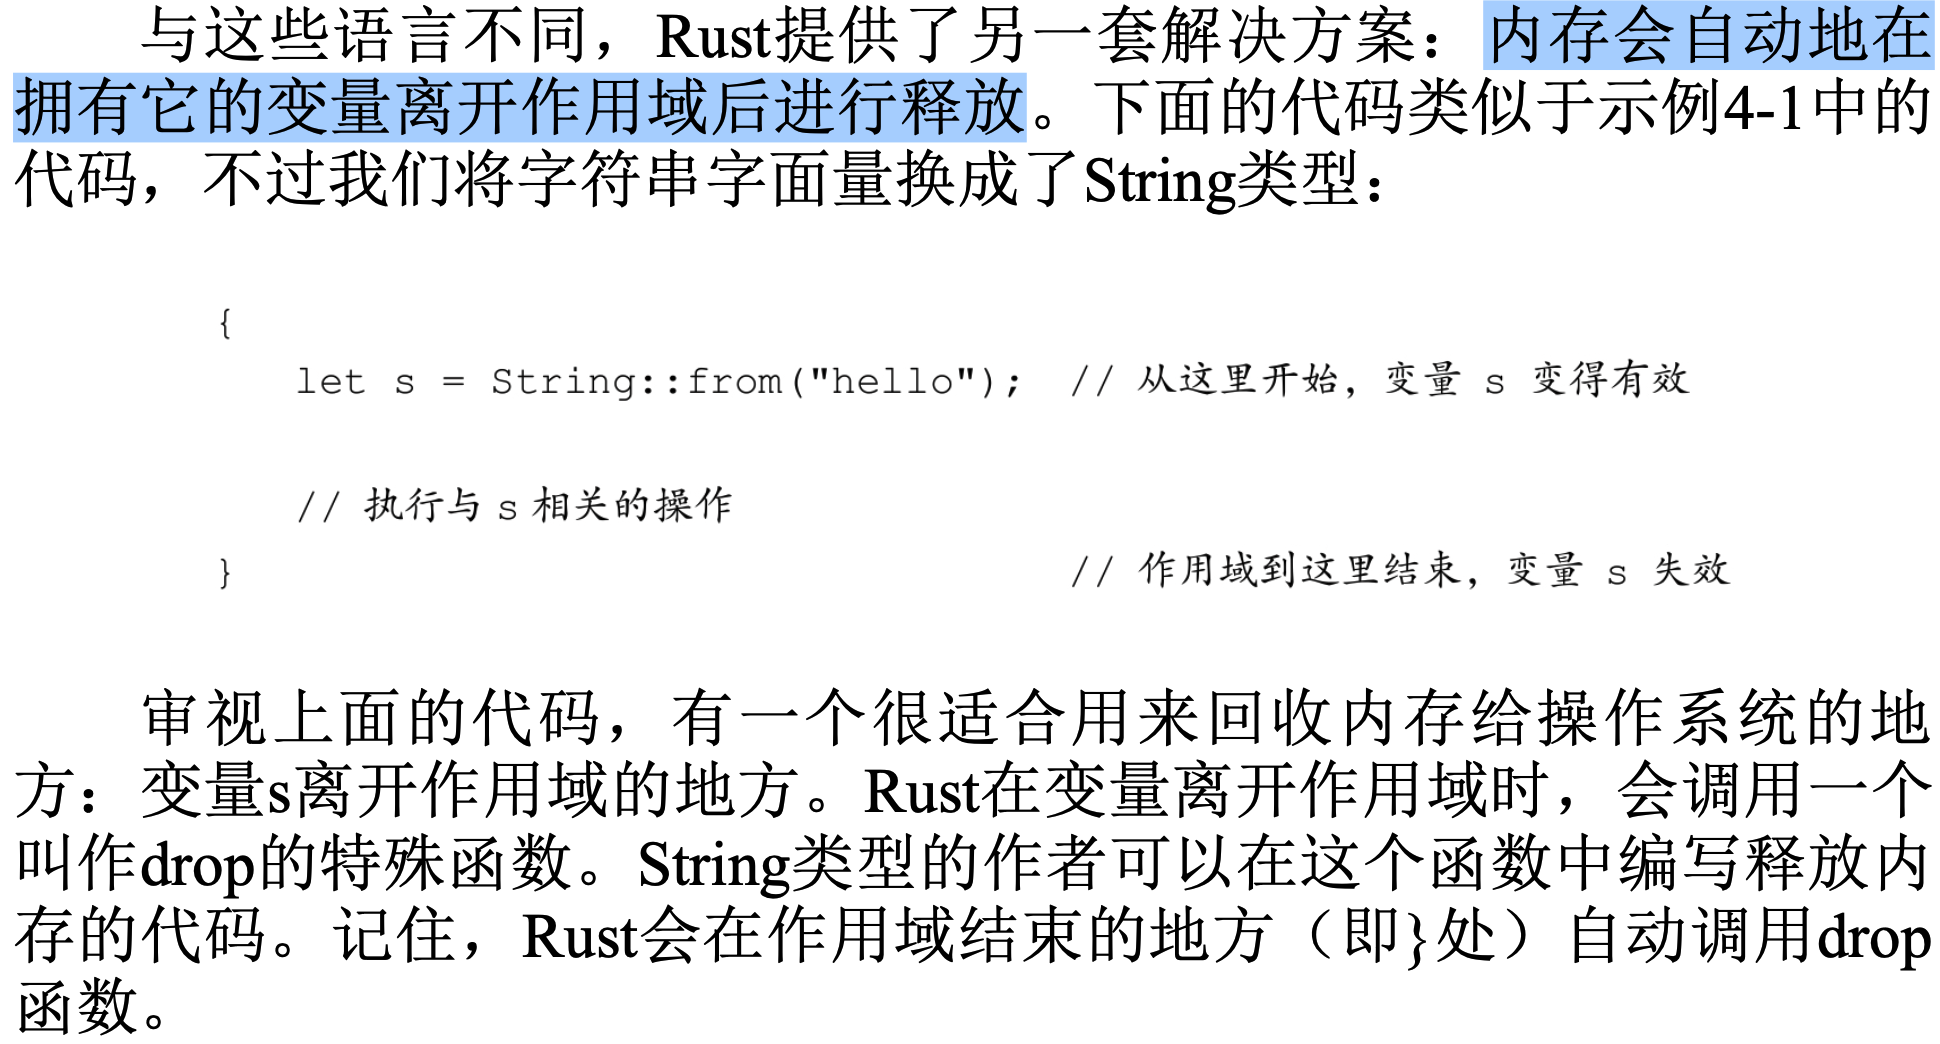 与这些语言不同，Rust提供了另一套解决方案：内存会自动地在
拥有它的变量离开作用域后进行释放。下面的代码类似于示例4-1中的
代码，不过我们将字符串字面量换成了String类型：
{
let s = String::from("hello");  // 从这里开始，变量 s 变得有效
// 执行与 s 相关的操作
}  // 作用域到这里结束，变量 s 失效
审视上面的代码，有一个很适合用来回收内存给操作系统的地
方：变量s离开作用域的地方。Rust在变量离开作用域时，会调用一个
叫作drop的特殊函数。String类型的作者可以在这个函数中编写释放内
存的代码。记住，Rust会在作用域结束的地方（即}处）自动调用drop
函数。